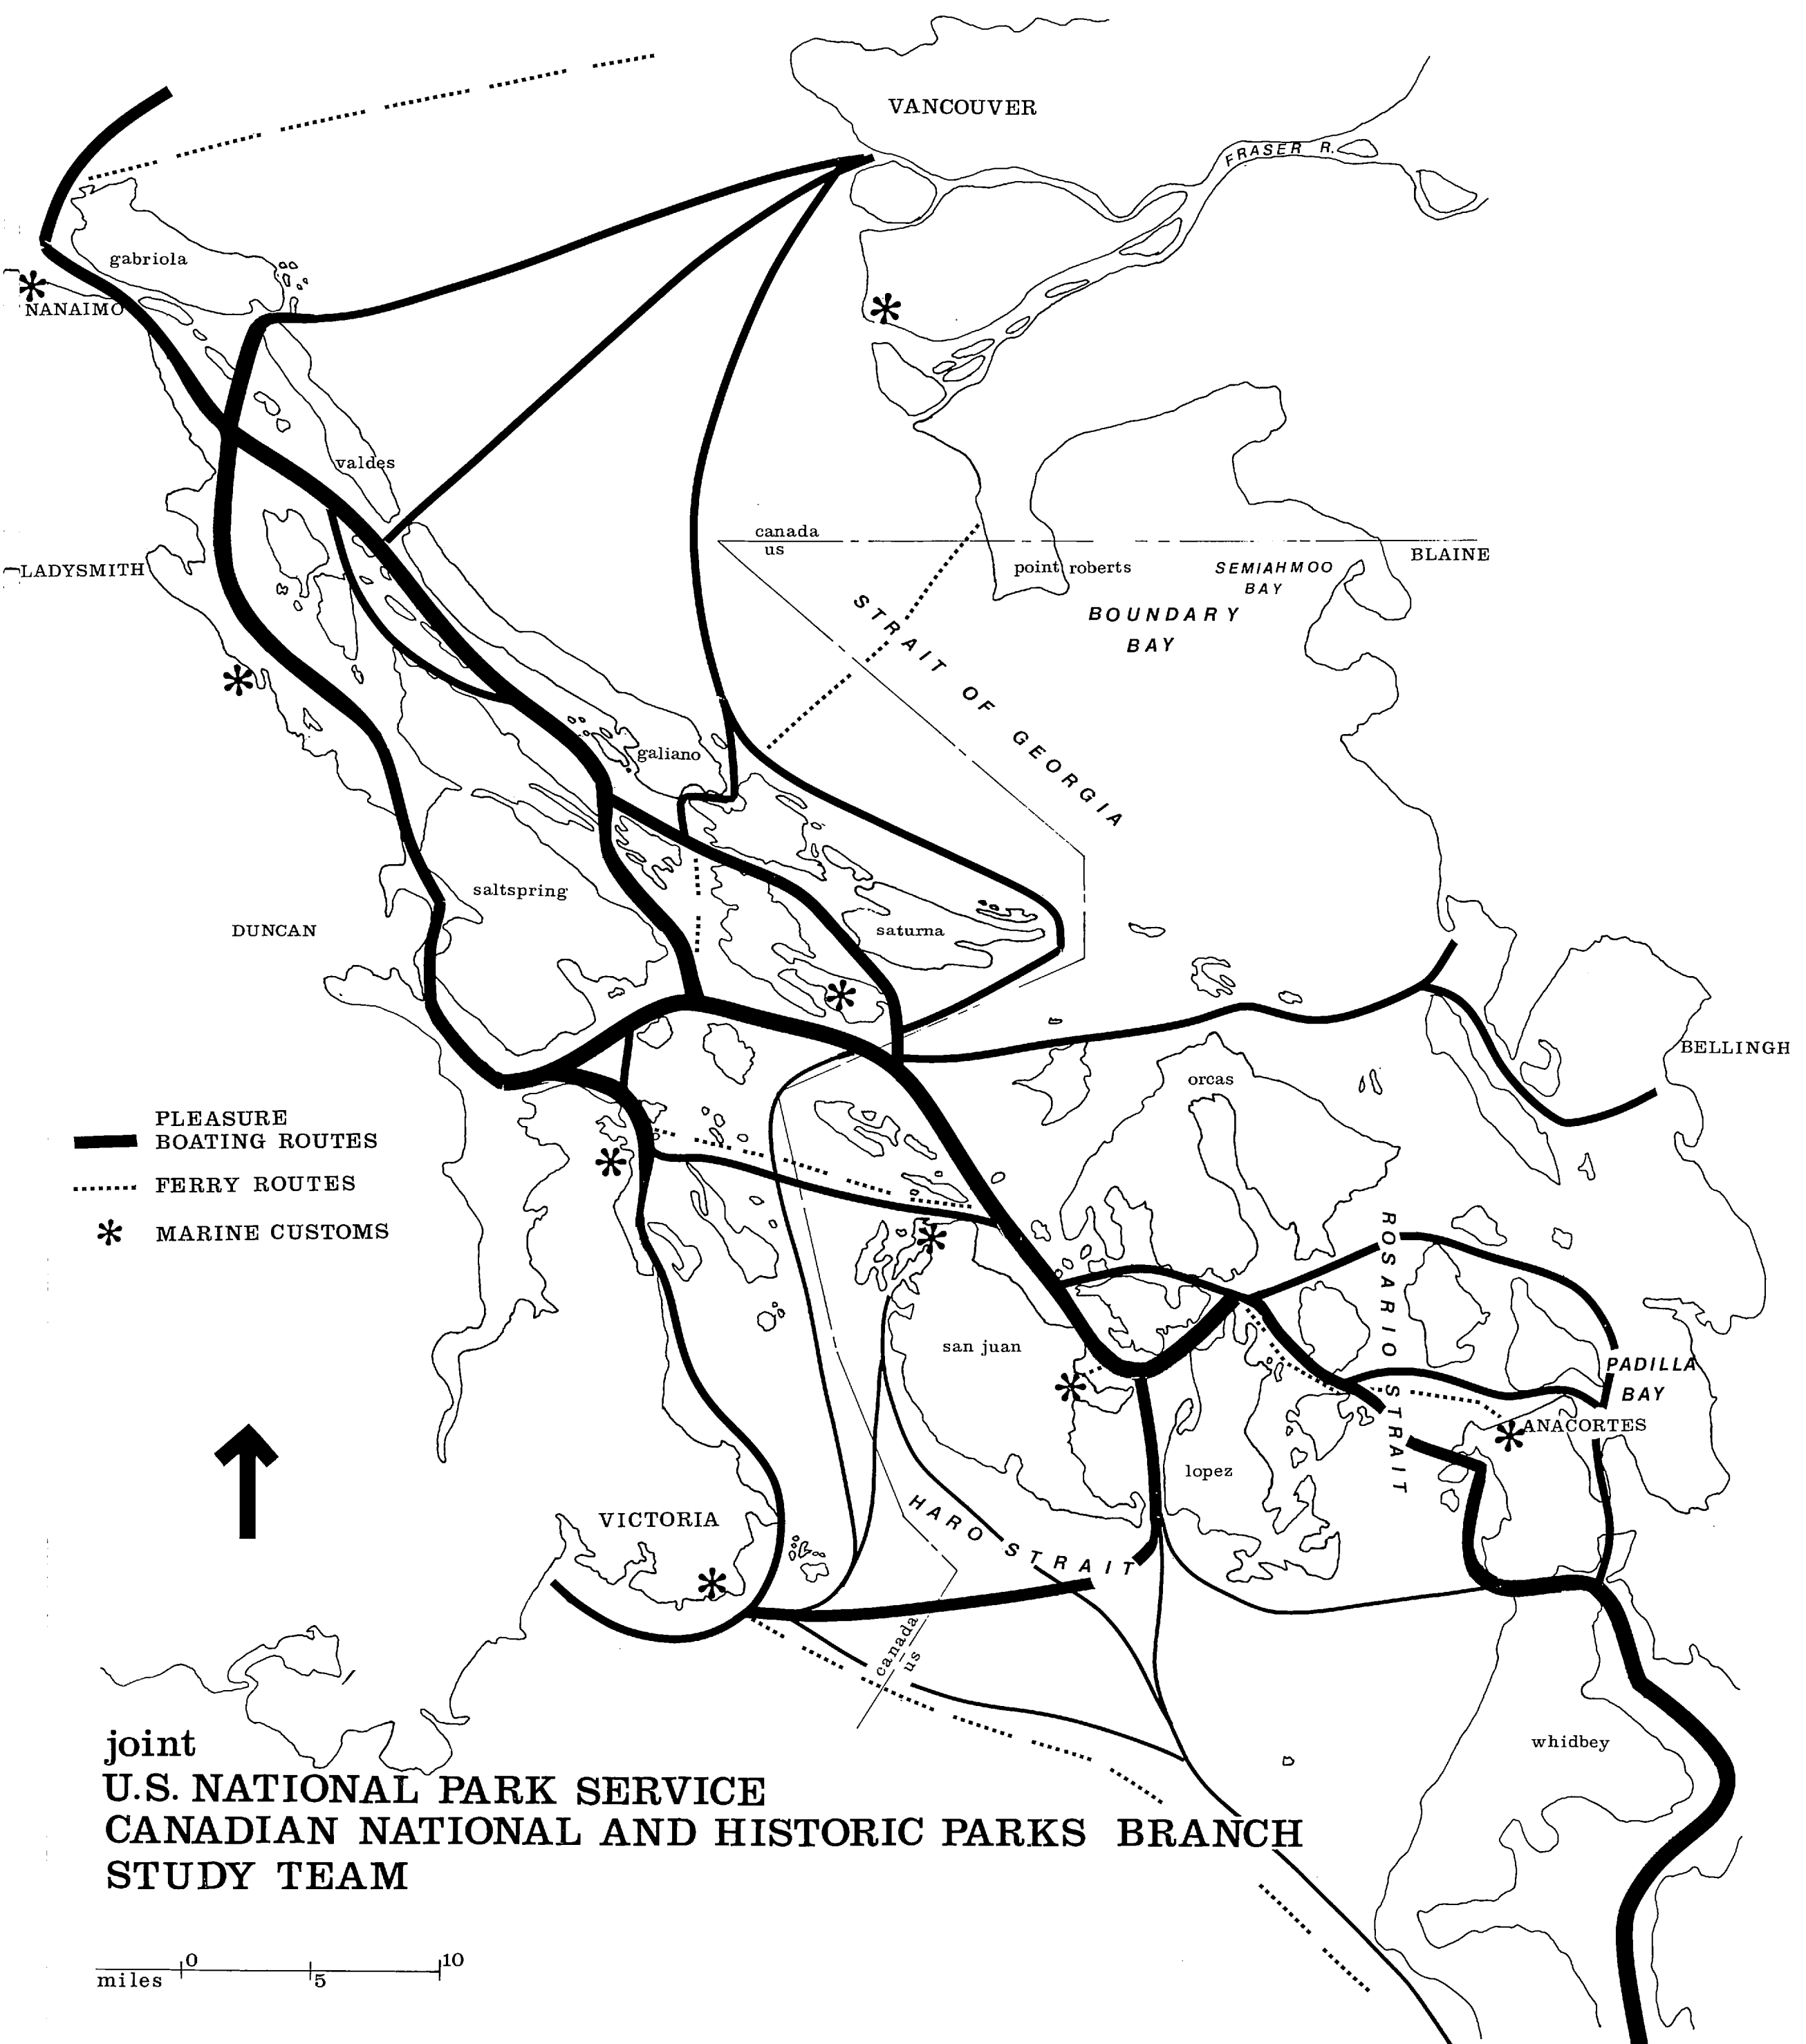 VANCOUVER
FRASER R.
gabriola
NANAIMO
valdes
canada
us
BLAINE
point roberts
SEMIAHMOO
BAY
LADYSMITH
BOUNDARY
BAY
STRAIT OF GEORGIA
galiano
saltspring
DUNCAN
saturna
BELLINGH
orcas
PLEASURE
BOATING ROUTES
FERRY ROUTES
MARINE CUSTOMS
ROSARIO STRAIT
san juan
PADILLA
BAY
ANACORTES
lopez
HARO STRAIT
VICTORIA
canada
us
whidbey
joint
U.S. NATIONAL PARK SERVICE
CANADIAN NATIONAL AND HISTORIC PARKS BRANCH
STUDY TEAM
0
10
miles
5